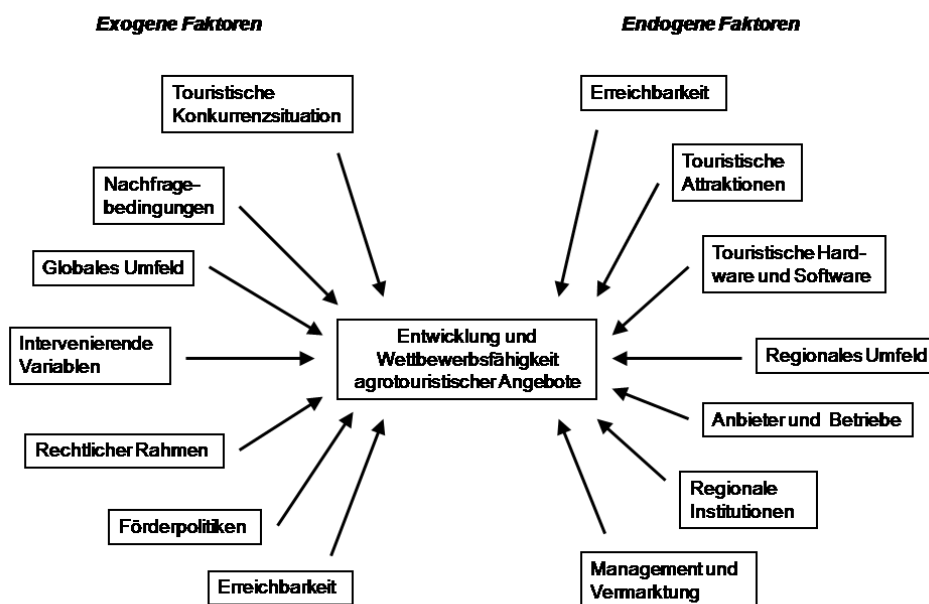 Exogene Faktoren
Endogene Faktoren
Touristische
Konkurrenzsituation
Nachfrage-
bedingungen
Globales Umfeld
Intervenierende
Variablen
Rechtlicher Rahmen
Förderpolitiken
Erreichbarkeit
Entwicklung und
Wettbewerbsfähigkeit
agrotouristischer Angebote
Erreichbarkeit
Touristische
Attraktionen
Touristische Hard-
ware und Software
Regionales Umfeld
Anbieter und Betriebe
Regionale
Institutionen
Management und
Vermarktung